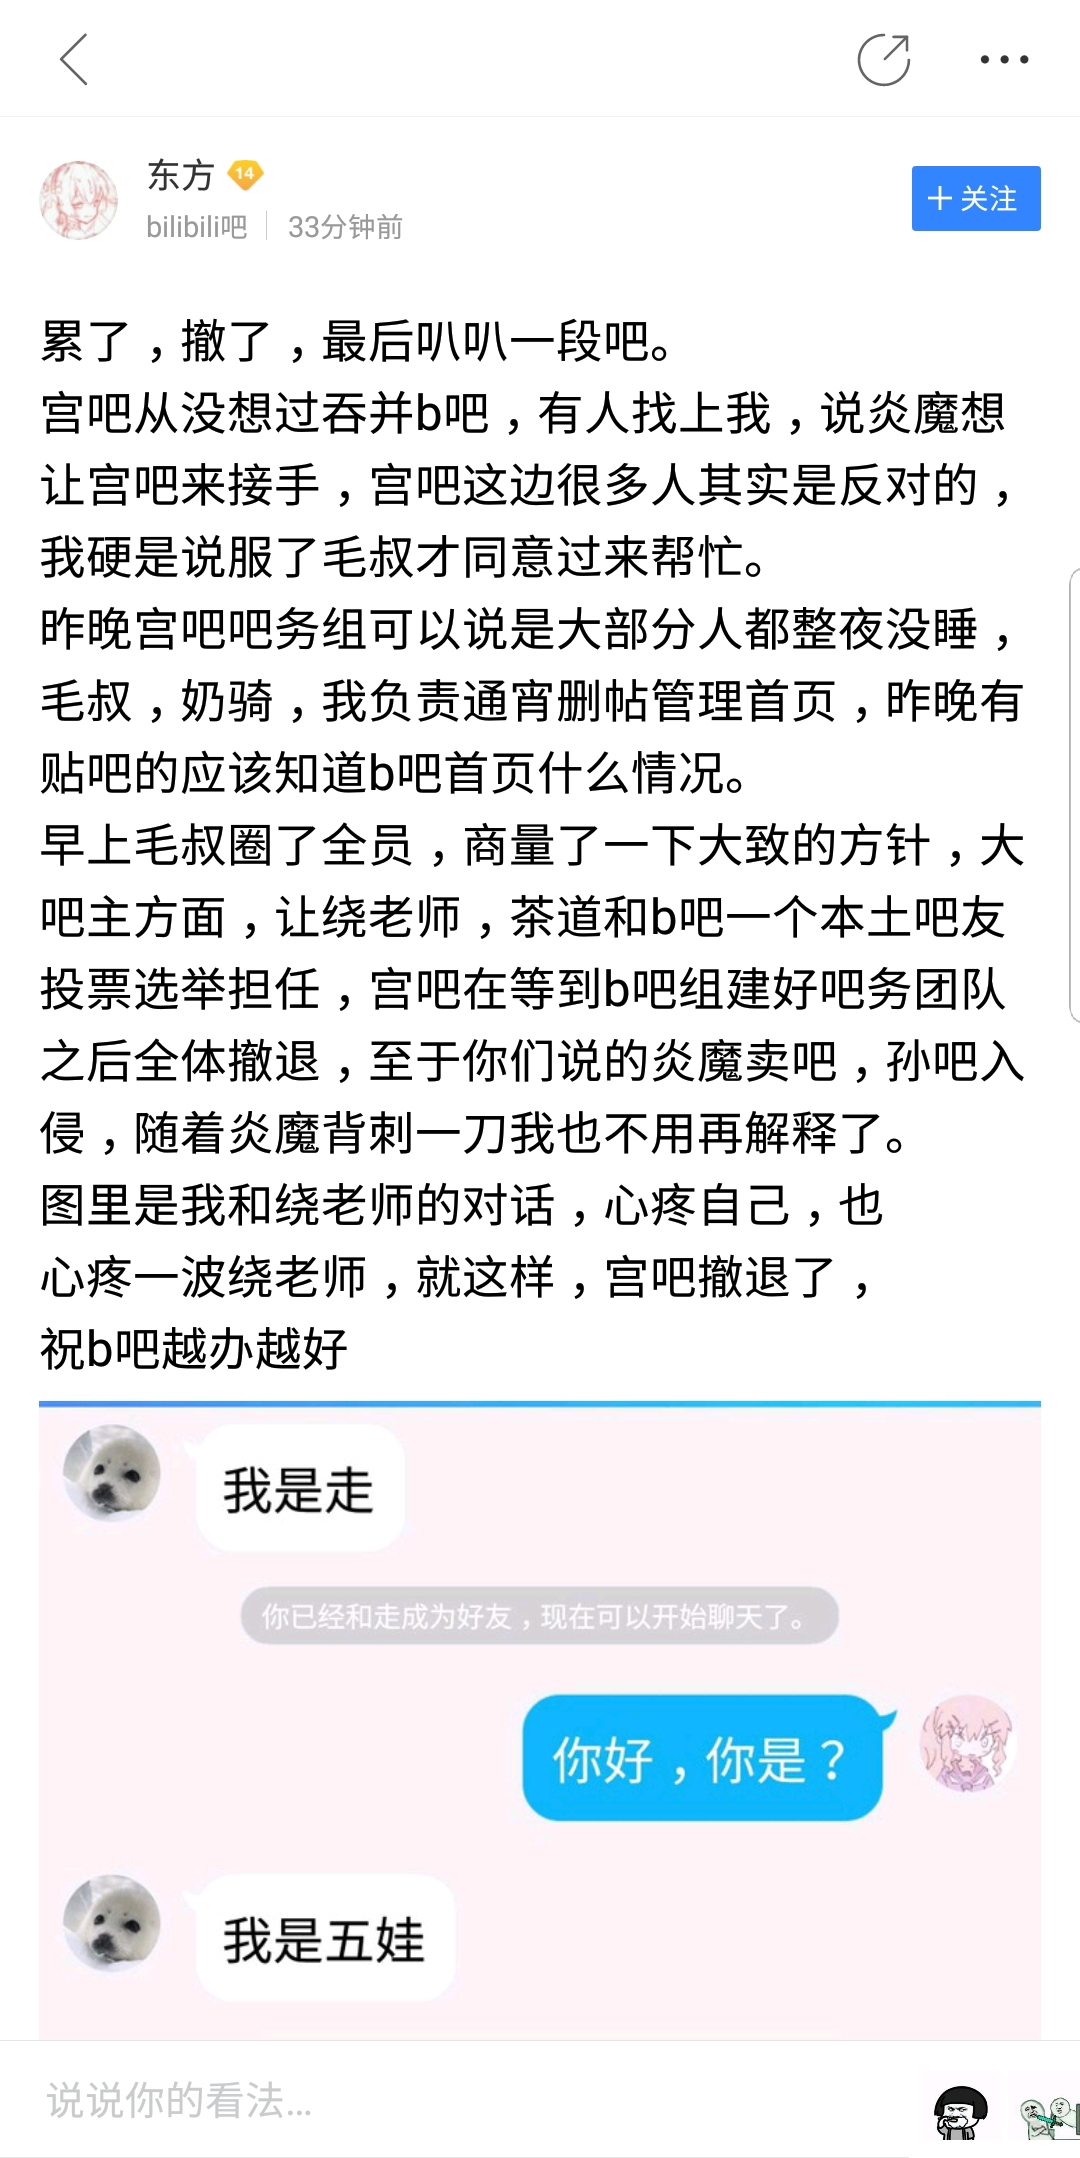 东方 14
bilibili吧 33分钟前
+ 关注
累了，撤了，最后叭叭一段吧。
宫吧从没想过吞并b吧，有人找上我，说炎魔想
让宫吧来接手，宫吧这边很多人其实是反对的，
我硬是说服了毛叔才同意过来帮忙。
昨晚宫吧吧务组可以说是大部分人都整夜没睡，
毛叔，奶骑，我负责通宵删帖管理首页，昨晚有
贴吧的应该知道b吧首页什么情况。
早上毛叔圈了全员，商量了一下大致的方针，大
吧主方面，让绕老师，茶道和b吧一个本土吧友
投票选举担任，宫吧在等到b吧组建好吧务团队
之后全体撤退，至于你们说的炎魔卖吧，孙吧入
侵，随着炎魔背刺一刀我也不用再解释了。
图里是我和绕老师的对话，心疼自己，也
心疼一波绕老师，就这样，宫吧撤退了，
祝b吧越办越好
我是走
你已经和走成为好友，现在可以开始聊天了。
你好，你是？
我是五娃
说说你的看法...